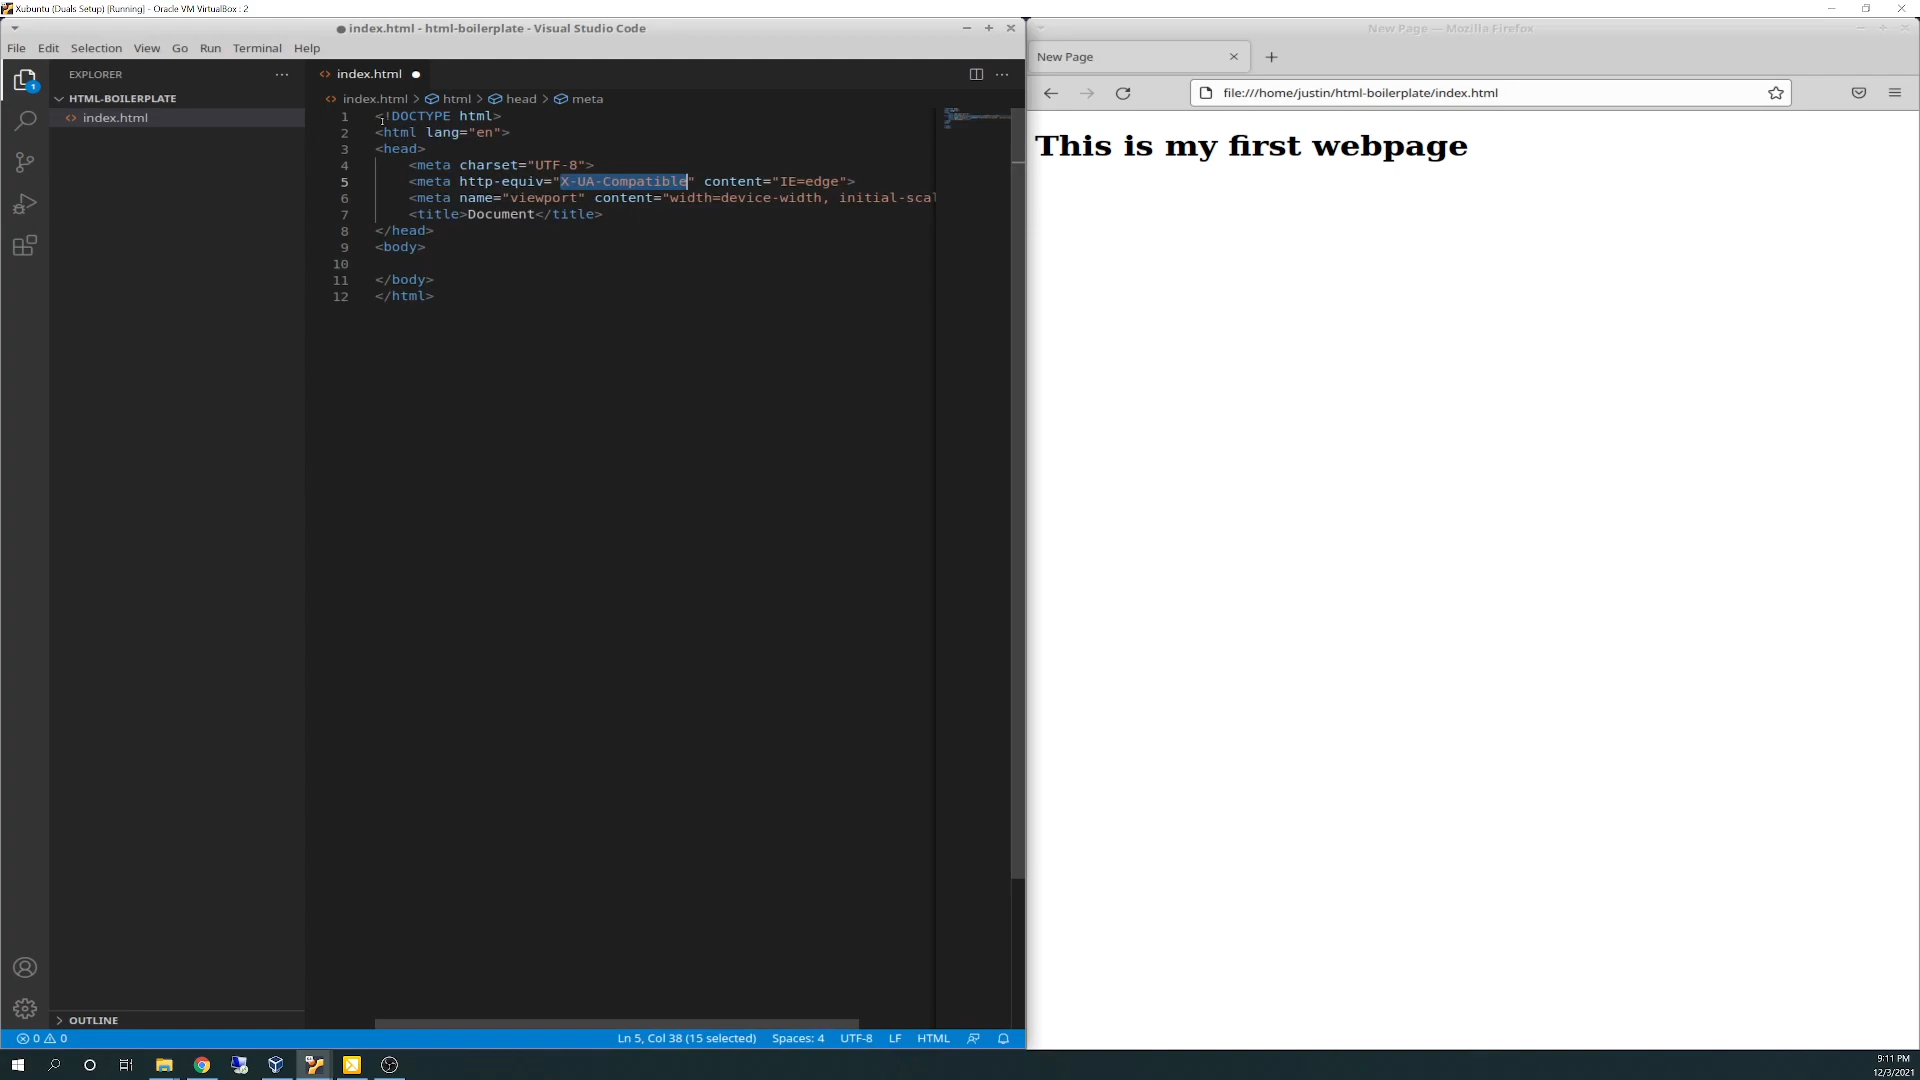 Xubuntu (Duals Setup) [Running] - Oracle VM VirtualBox : 2
● index.html - html-boilerplate - Visual Studio Code
File Edit Selection View Go Run Terminal Help
EXPLORER
1
HTML-BOILERPLATE
index.html
OUTLINE
index.html
index.html > html > head > meta
1 <!DOCTYPE html>
2 <html lang="en">
3 <head>
4 <meta charset="UTF-8">
5 <meta http-equiv="X-UA-Compatible" content="IE=edge">
6 <meta name="viewport" content="width=device-width, initial-scal
7 <title>Document</title>
8 </head>
9 <body>
10
11 </body>
12 </html>
0 0
Ln 5, Col 38 (15 selected) Spaces: 4 UTF-8 LF HTML
New Page — Mozilla Firefox
New Page
file:///home/justin/html-boilerplate/index.html
This is my first webpage
9:11 PM
12/3/2021